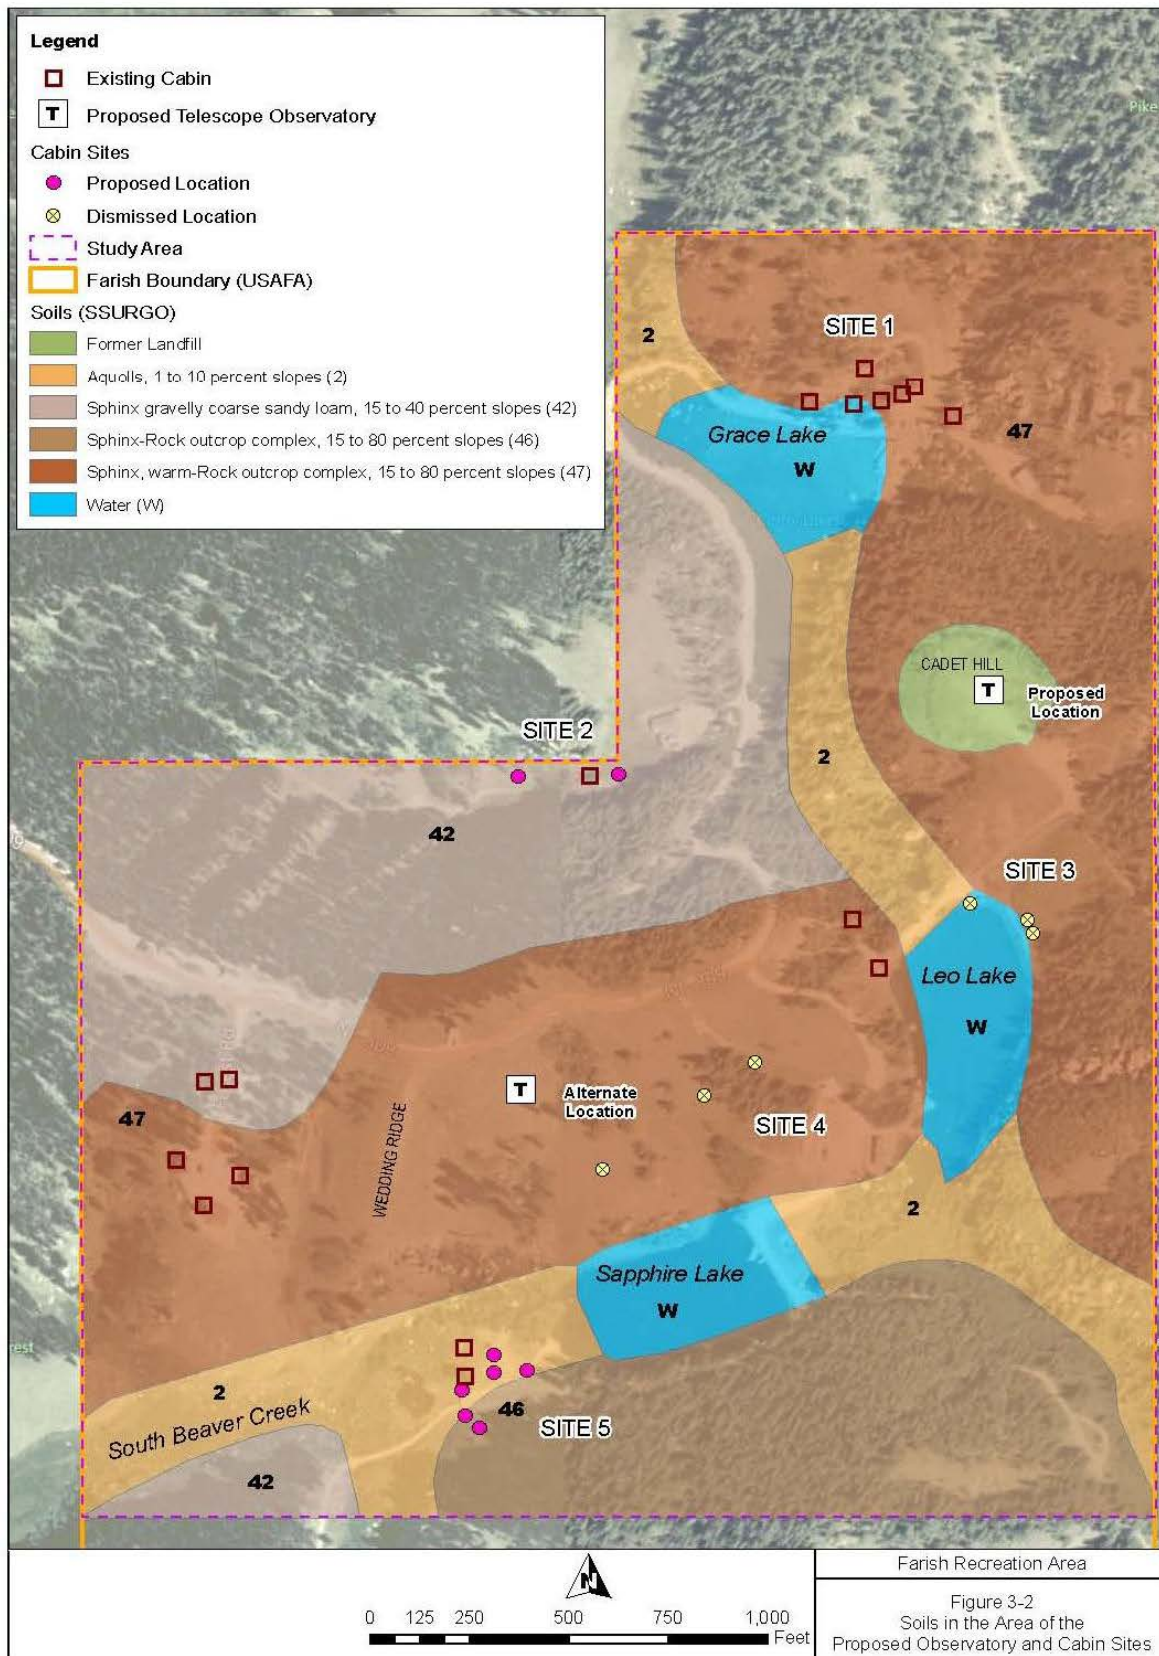 Legend
Existing Cabin
T Proposed Telescope Observatory
Cabin Sites
Proposed Location
Dismissed Location
Study Area
Farish Boundary (USAFA)
Soils (SSURGO)
Former Landfill
Aquolls, 1 to 10 percent slopes (2)
Sphinx gravelly coarse sandy loam, 15 to 40 percent slopes (42)
Sphinx-Rock outcrop complex, 15 to 80 percent slopes (46)
Sphinx, warm-Rock outcrop complex, 15 to 80 percent slopes (47)
Water (W)
Pike
2
SITE 1
47
Grace Lake
W
CADET HILL
T
Proposed
Location
SITE 2
2
42
SITE 3
Leo Lake
W
T
Alternate
Location
47
SITE 4
WEDDING RIDGE
2
Sapphire Lake
W
rest
2
South Beaver Creek
46
SITE 5
42
N
0 125 250 500 750 1,000
Feet
Farish Recreation Area
Figure 3-2
Soils in the Area of the
Proposed Observatory and Cabin Sites